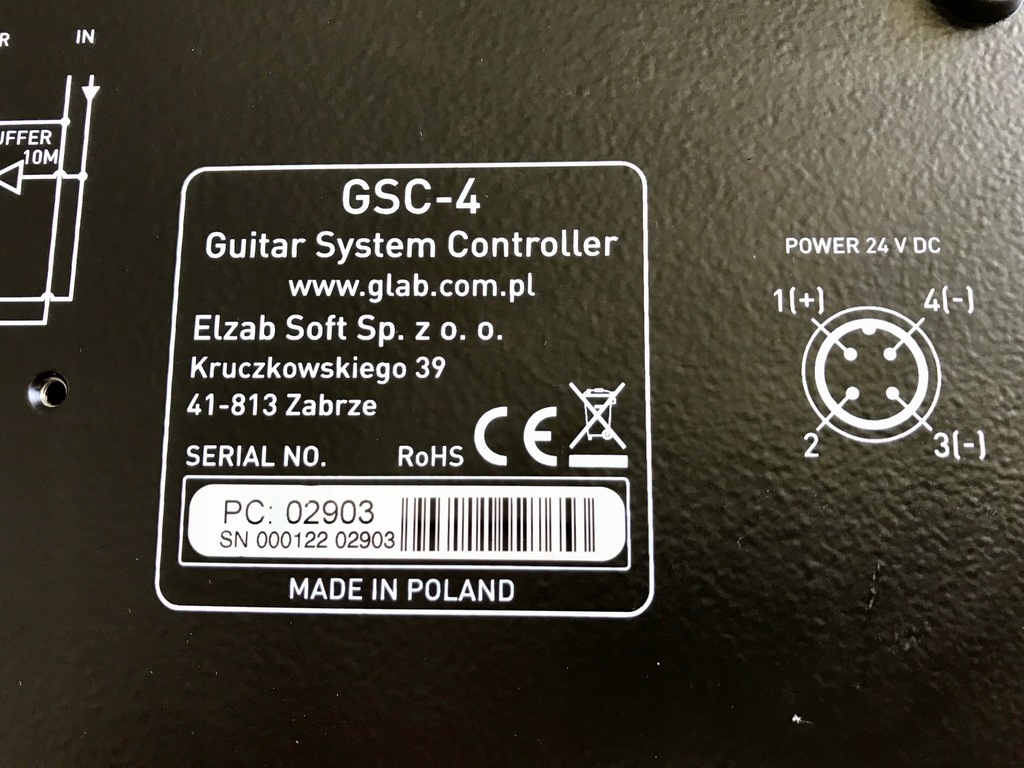 R
IN
UFFER
10M
GSC-4
Guitar System Controller
www.glab.com.pl
Elzab Soft Sp. z o. o.
Kruczkowskiego 39
41-813 Zabrze
SERIAL NO.
RoHS CE
PC: 02903
SN 000122 02903
MADE IN POLAND
POWER 24 V DC
1(+)
4(-)
2
3(-)